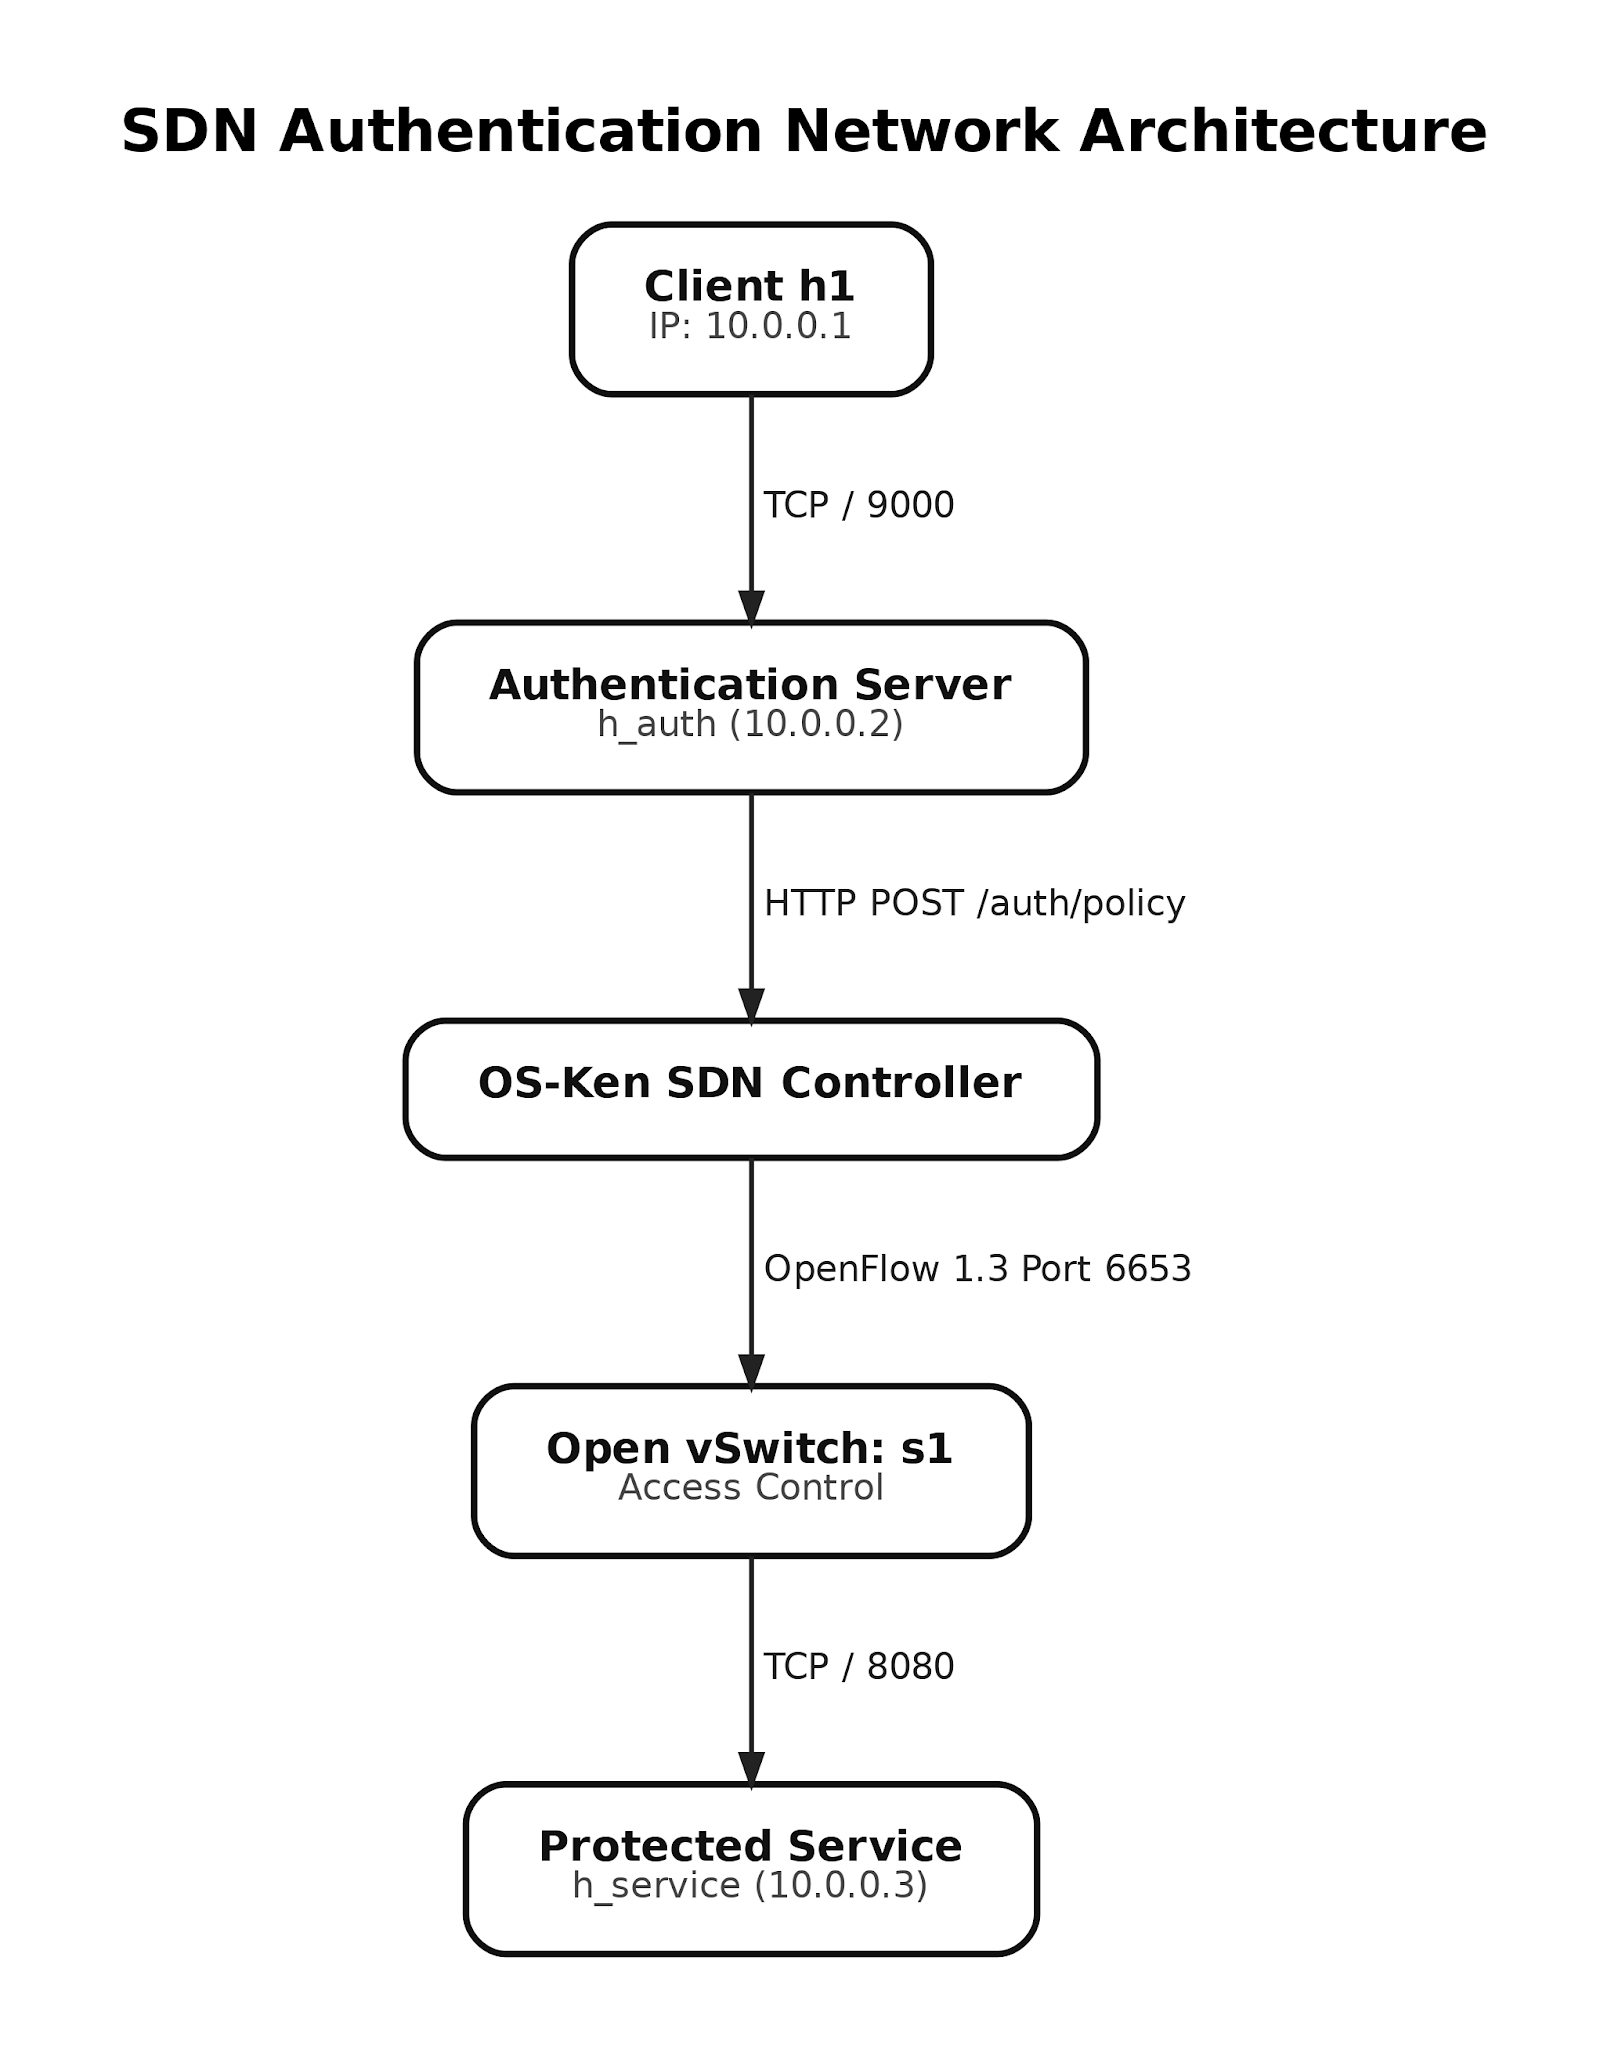 SDN Authentication Network Architecture
Client h1
IP: 10.0.0.1
TCP / 9000
Authentication Server
h_auth (10.0.0.2)
HTTP POST /auth/policy
OS-Ken SDN Controller
OpenFlow 1.3 Port 6653
Open vSwitch: s1
Access Control
TCP / 8080
Protected Service
h_service (10.0.0.3)